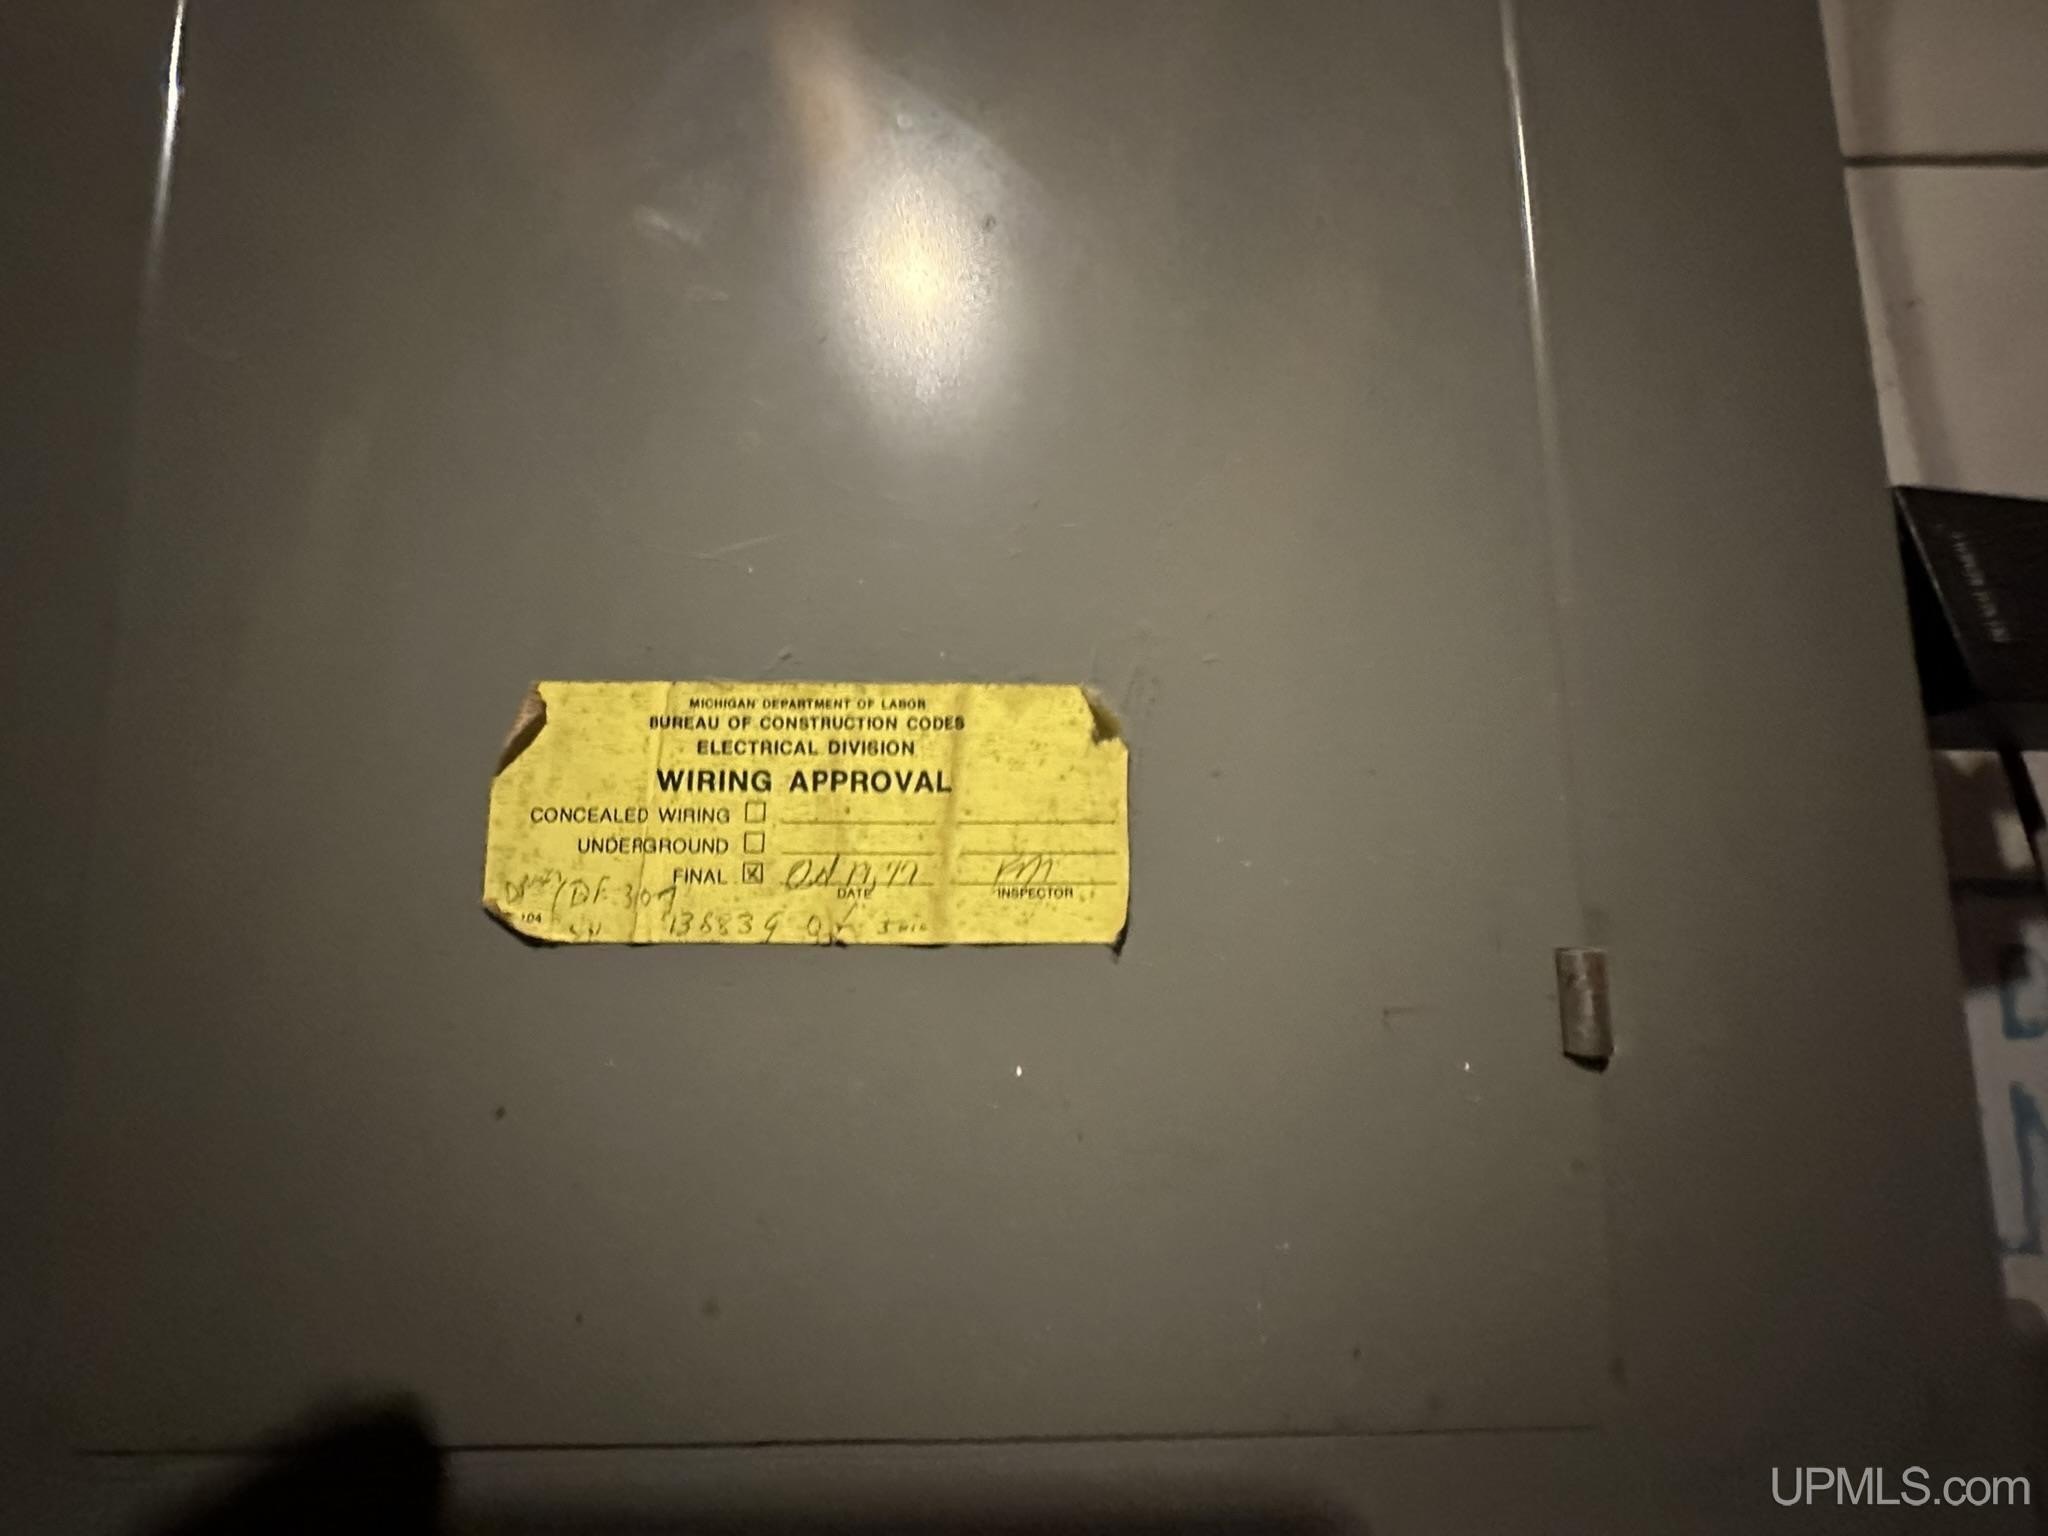 MICHIGAN DEPARTMENT OF LABOR
BUREAU OF CONSTRUCTION CODES
ELECTRICAL DIVISION
WIRING APPROVAL
CONCEALED WIRING
UNDERGROUND
FINAL X
DATE INSPECTOR
104
UPMLS.com